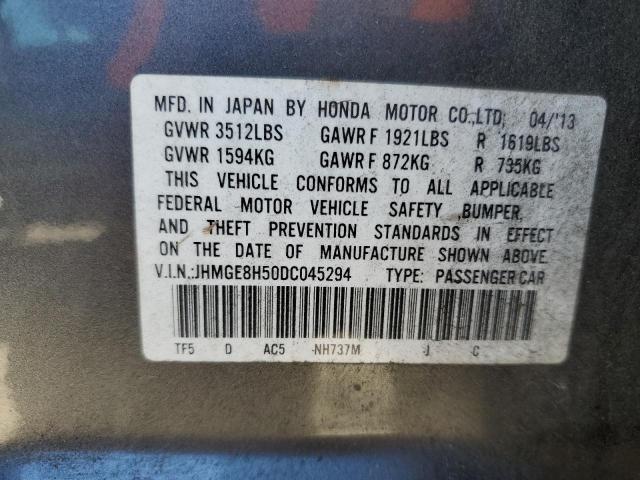 MFD. IN JAPAN BY HONDA MOTOR CO.,LTD. 04/'13
GVWR 3512LBS GAWR F 1921LBS R 1619LBS
GVWR 1594KG GAWR F 872KG R 735KG
THIS VEHICLE CONFORMS TO ALL APPLICABLE
FEDERAL MOTOR VEHICLE SAFETY ,BUMPER,
AND THEFT PREVENTION STANDARDS IN EFFECT
ON THE DATE OF MANUFACTURE SHOWN ABOVE.
V.I.N.:JHMGE8H50DC045294 TYPE: PASSENGER CAR
TF5 D AC5 -NH737M -J C -